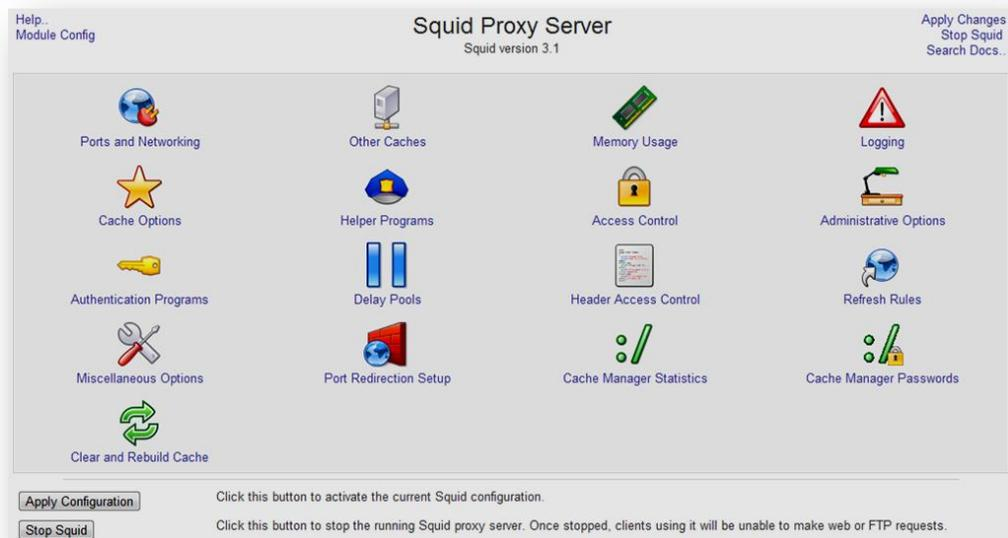 Help..
Module Config
Squid Proxy Server
Squid version 3.1
Apply Changes
Stop Squid
Search Docs..
Ports and Networking
Other Caches
Memory Usage
Logging
Cache Options
Helper Programs
Access Control
Administrative Options
Authentication Programs
Delay Pools
Header Access Control
Refresh Rules
Miscellaneous Options
Port Redirection Setup
Cache Manager Statistics
Cache Manager Passwords
Clear and Rebuild Cache
Apply Configuration
Click this button to activate the current Squid configuration.
Stop Squid
Click this button to stop the running Squid proxy server. Once stopped, clients using it will be unable to make web or FTP requests.